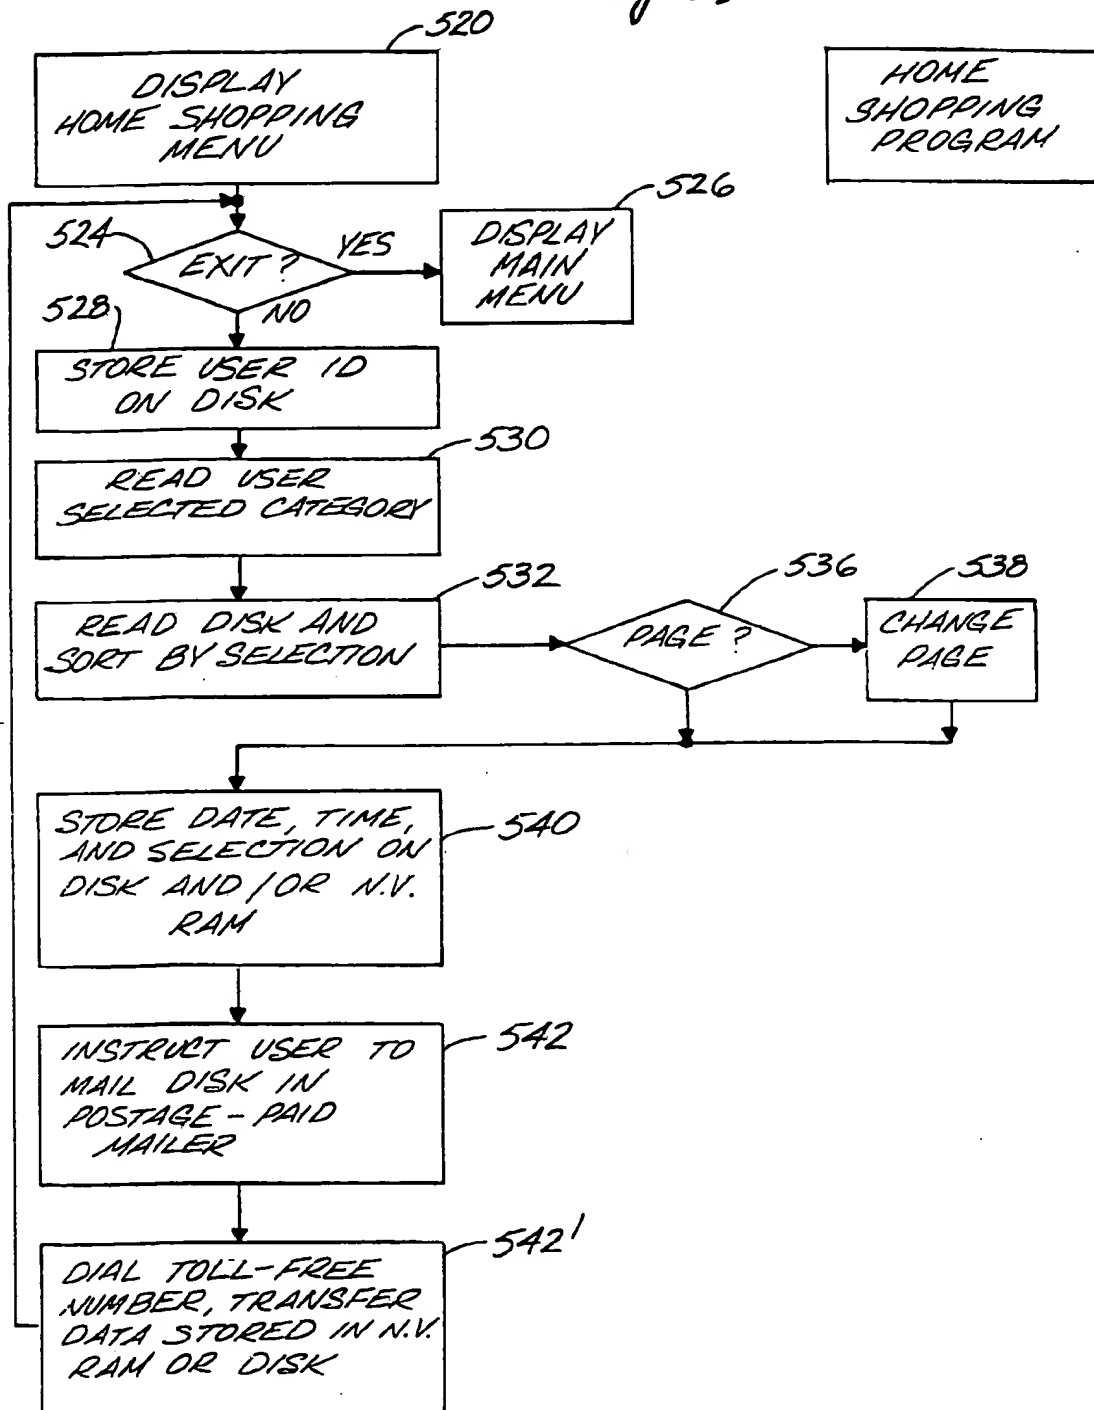 520
DISPLAY
HOME SHOPPING
MENU
HOME
SHOPPING
PROGRAM
524
EXIT?
YES
NO
526
DISPLAY
MAIN
MENU
528
STORE USER ID
ON DISK
530
READ USER
SELECTED CATEGORY
532
READ DISK AND
SORT BY SELECTION
536
PAGE?
538
CHANGE
PAGE
540
STORE DATE, TIME,
AND SELECTION ON
DISK AND/OR N.V.
RAM
542
INSTRUCT USER TO
MAIL DISK IN
POSTAGE-PAID
MAILER
542'
DIAL TOLL-FREE
NUMBER, TRANSFER
DATA STORED IN N.V.
RAM OR DISK